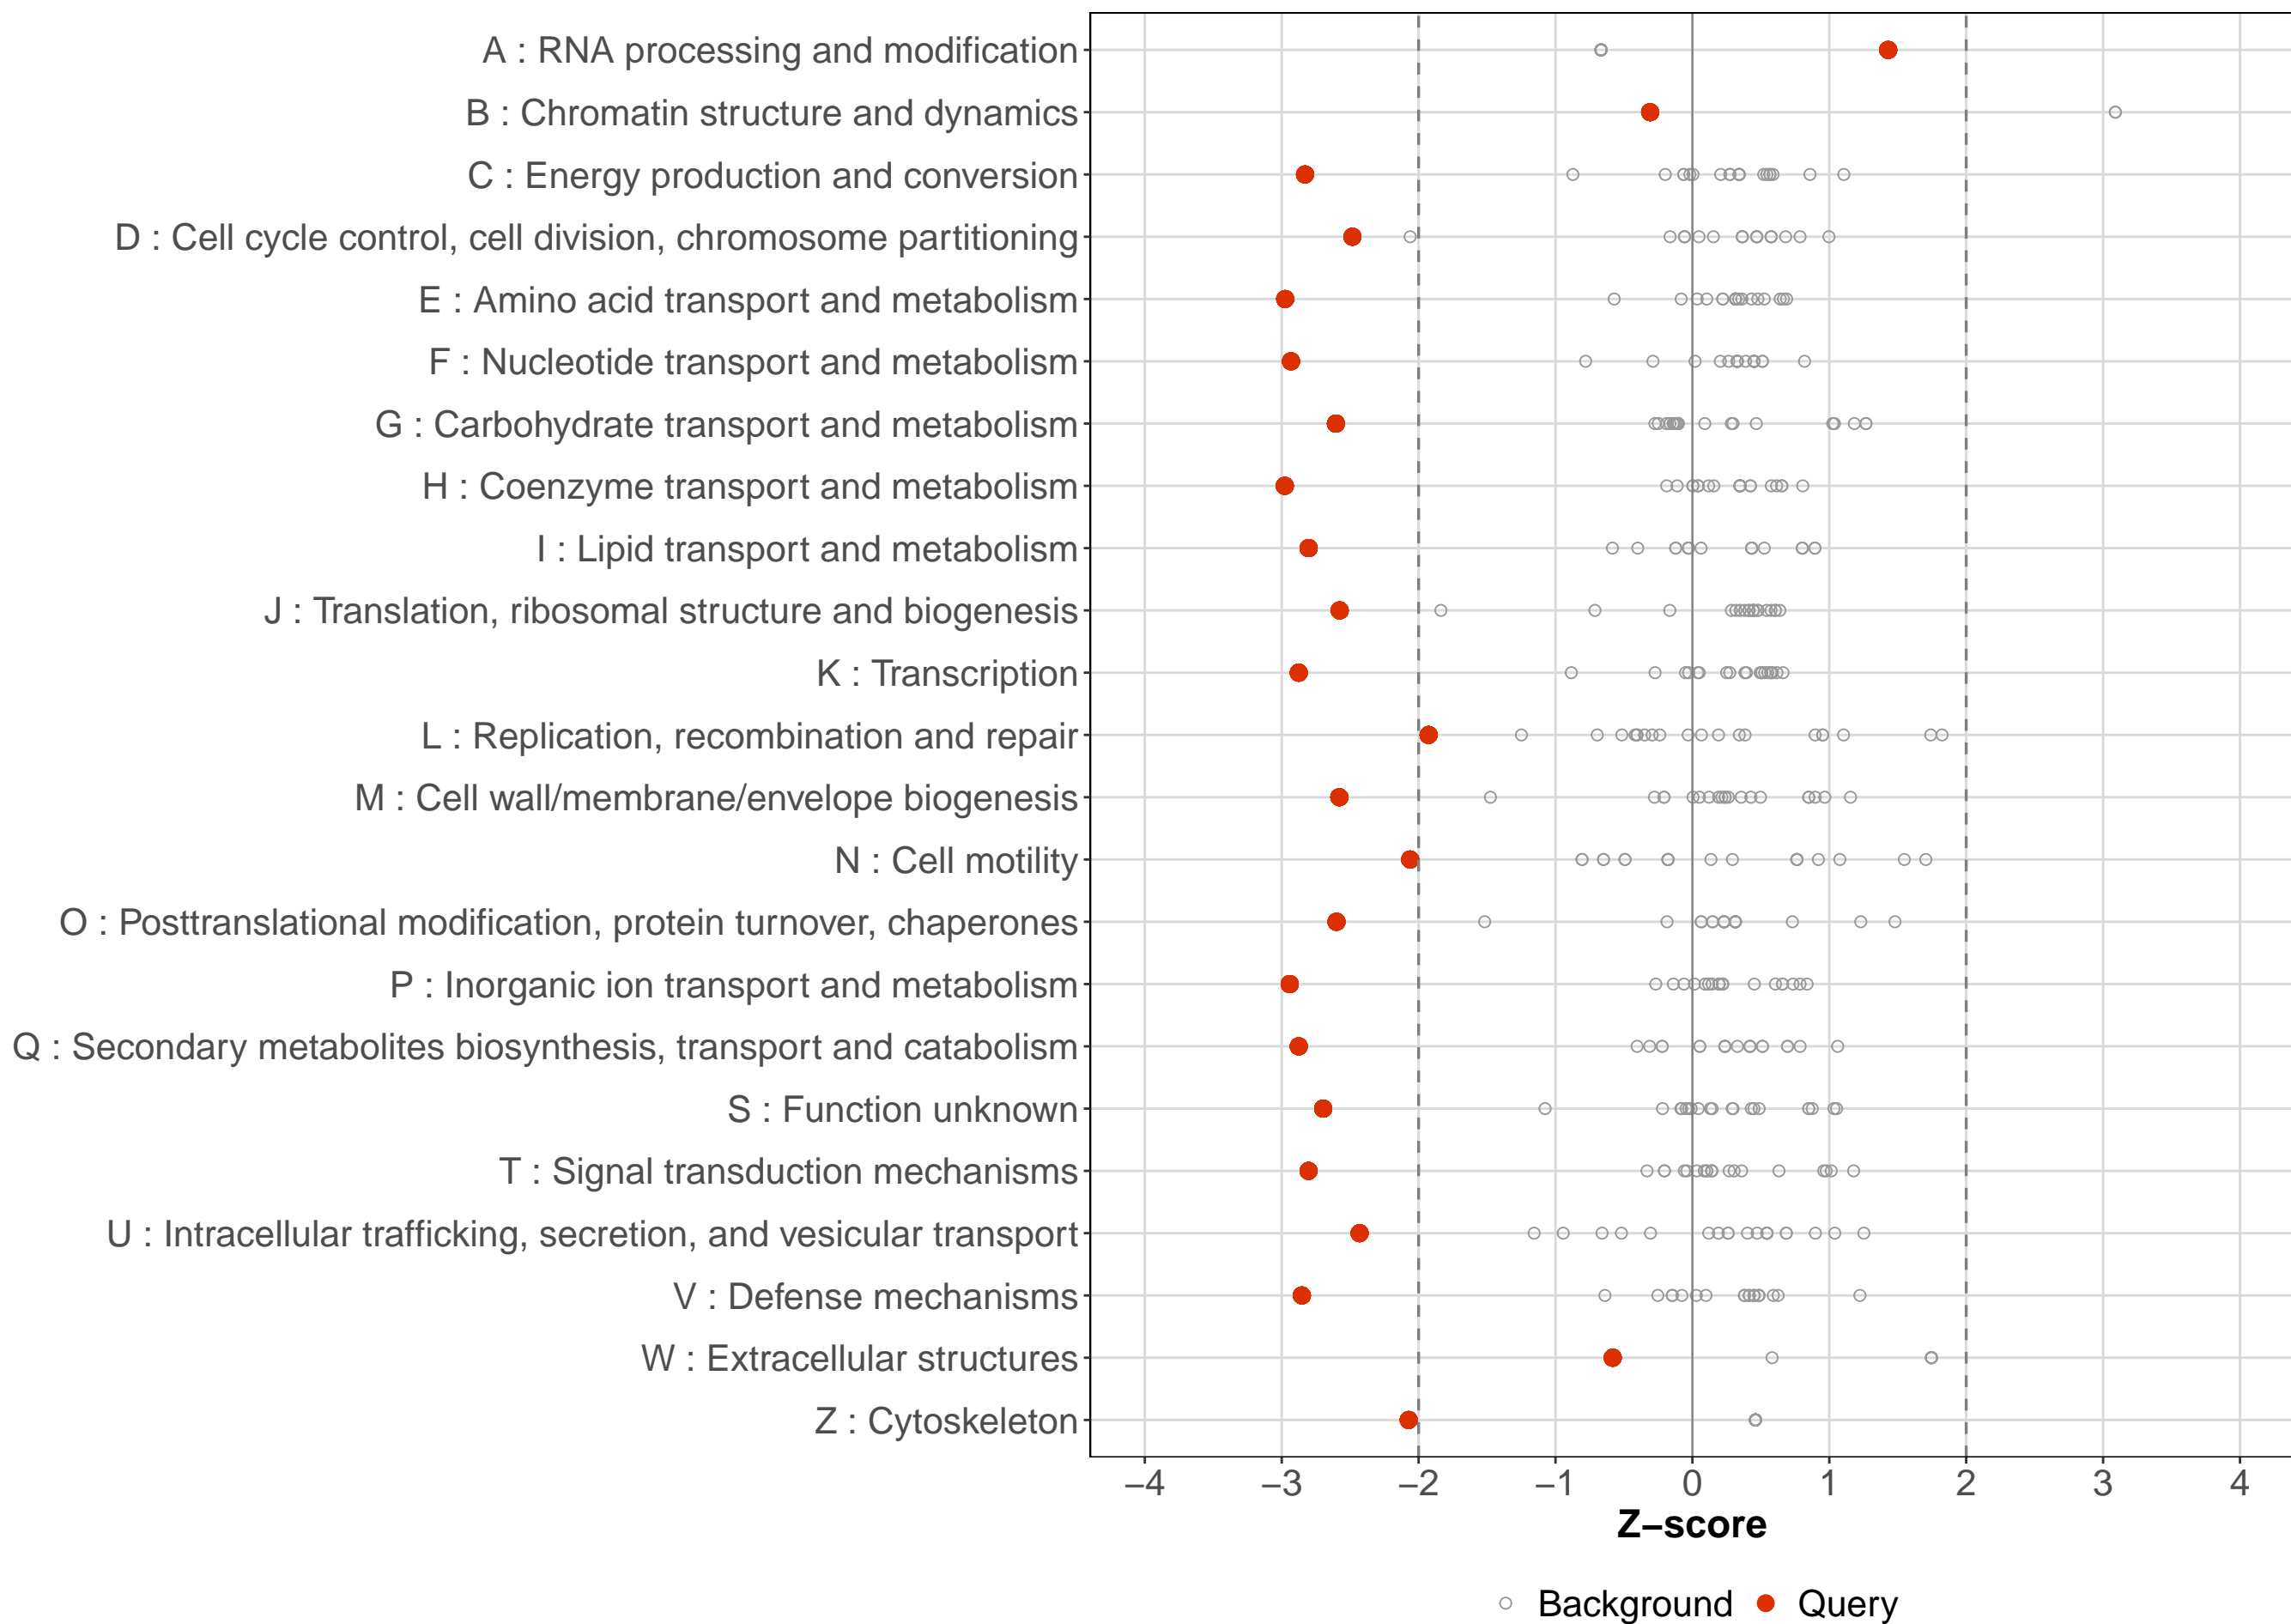 A : RNA processing and modification
B : Chromatin structure and dynamics
C : Energy production and conversion
D : Cell cycle control, cell division, chromosome partitioning
E : Amino acid transport and metabolism
F : Nucleotide transport and metabolism
G : Carbohydrate transport and metabolism
H : Coenzyme transport and metabolism
I : Lipid transport and metabolism
J : Translation, ribosomal structure and biogenesis
K : Transcription
L : Replication, recombination and repair
M : Cell wall/membrane/envelope biogenesis
N : Cell motility
O : Posttranslational modification, protein turnover, chaperones
P : Inorganic ion transport and metabolism
Q : Secondary metabolites biosynthesis, transport and catabolism
S : Function unknown
T : Signal transduction mechanisms
U : Intracellular trafficking, secretion, and vesicular transport
V : Defense mechanisms
W : Extracellular structures
Z : Cytoskeleton
−4 −3 −2 −1 0 1 2 3 4
Z−score
Background Query